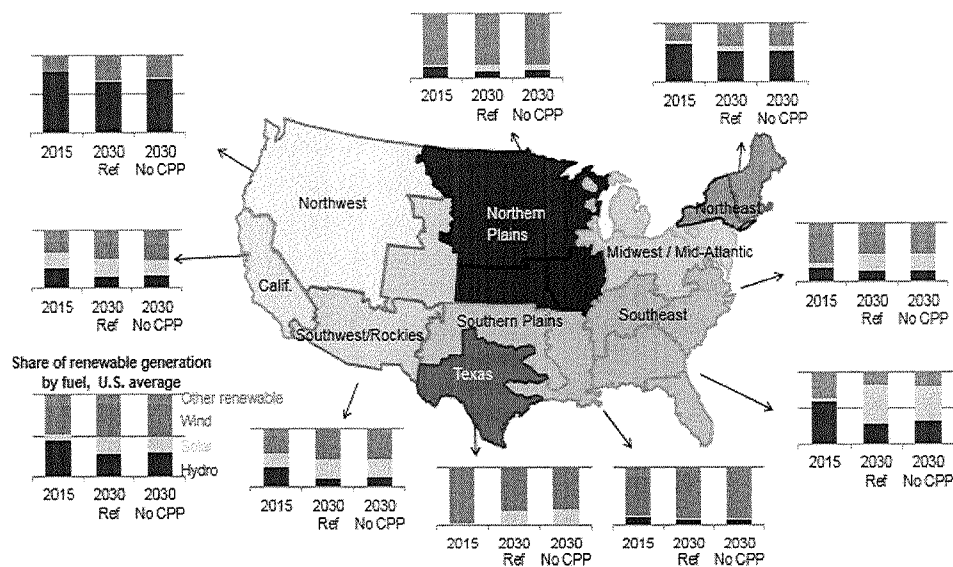 2015 2030 2030
Ref No CPP
2015 2030 2030
Ref No CPP
2015 2030 2030
Ref No CPP
Northwest
Northern
Plains
Northeast
Midwest / Mid-Atlantic
Calif.
Southwest/Rockies
Southern Plains
Southeast
Texas
2015 2030 2030
Ref No CPP
2015 2030 2030
Ref No CPP
Share of renewable generation
by fuel, U.S. average
Other renewable
Wind
Solar
Hydro
2015 2030 2030
Ref No CPP
2015 2030 2030
Ref No CPP
2015 2030 2030
Ref No CPP
2015 2030 2030
Ref No CPP
2015 2030 2030
Ref No CPP